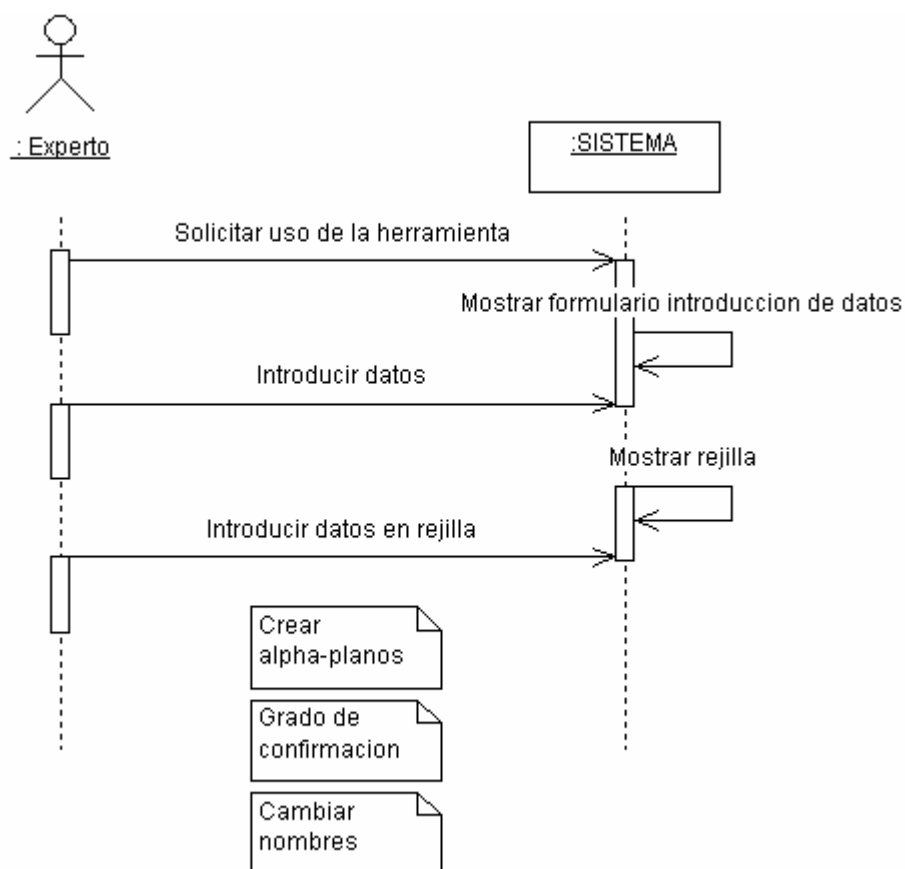 : Experto
:SISTEMA
Solicitar uso de la herramienta
Mostrar formulario introduccion de datos
Introducir datos
Mostrar rejilla
Introducir datos en rejilla
Crear
alpha-planos
Grado de
confirmacion
Cambiar
nombres